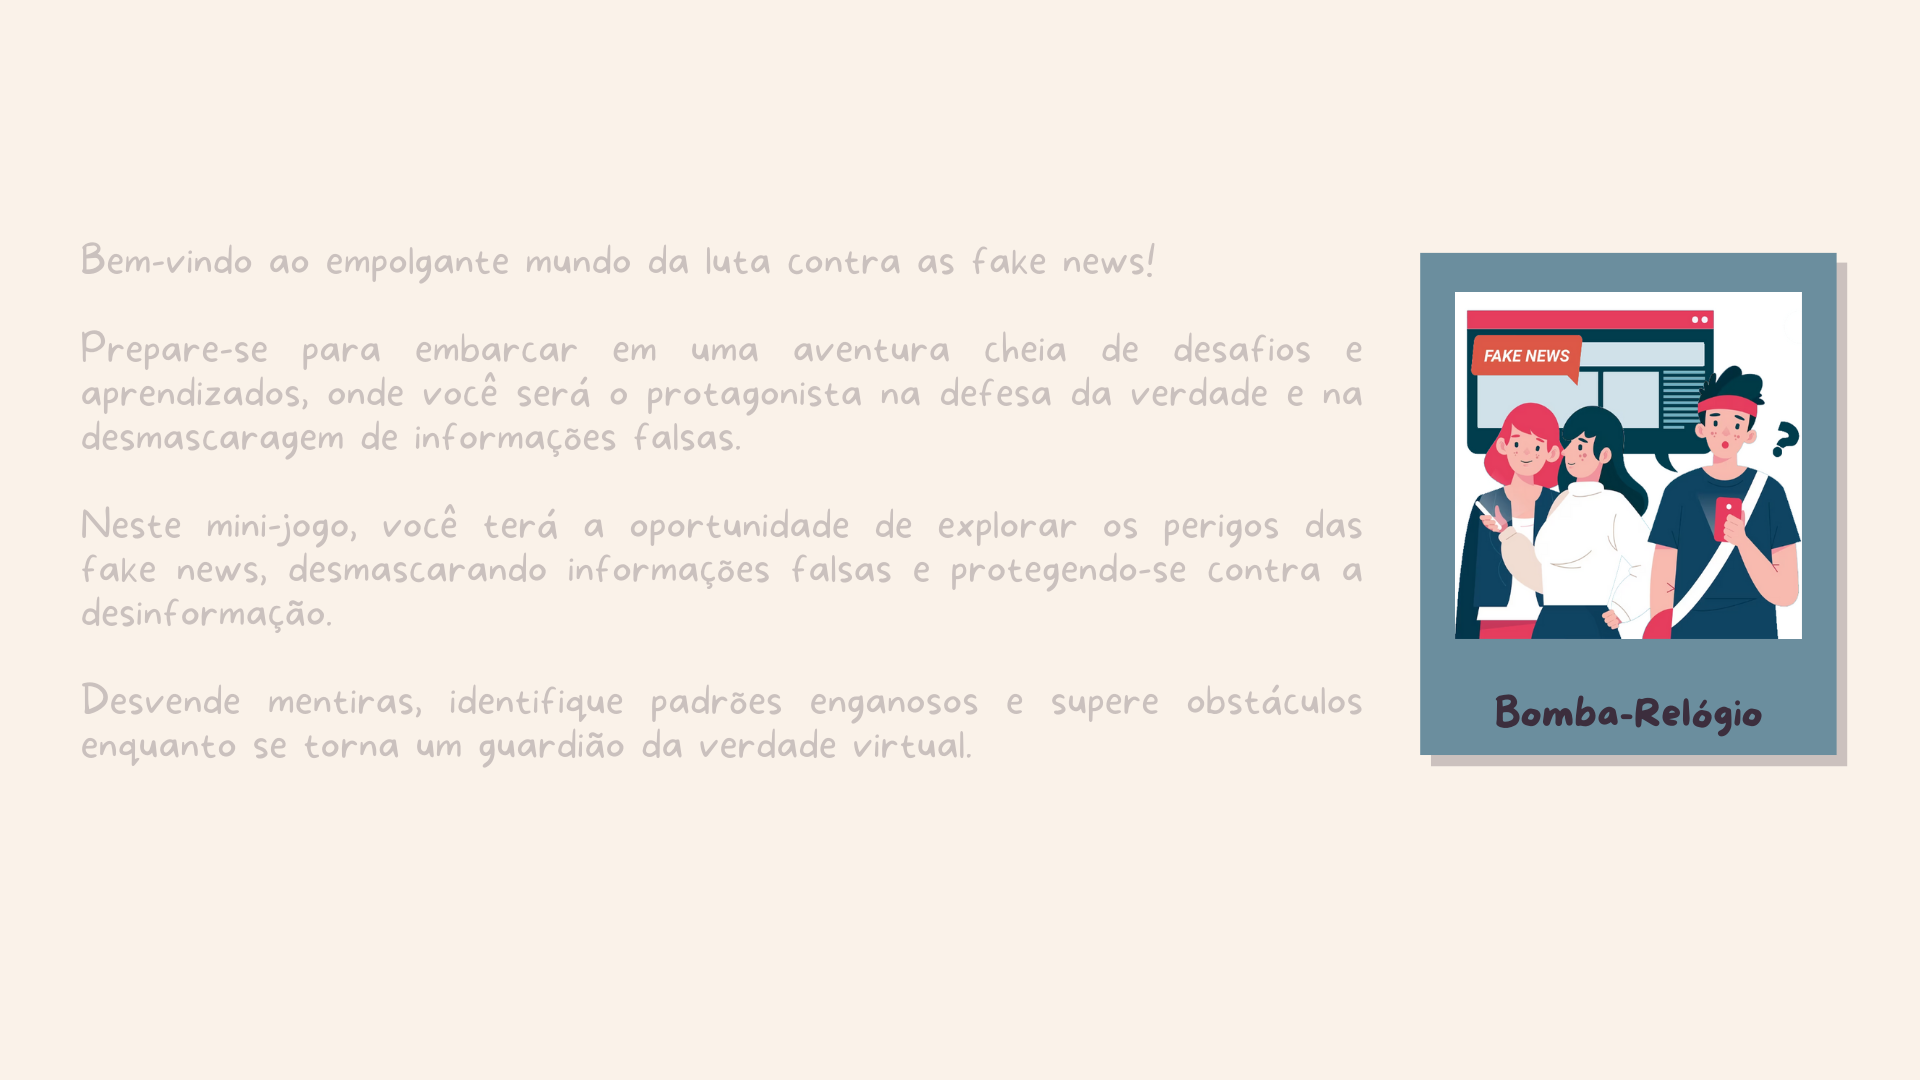 Bem-vindo ao empolgante mundo da luta contra as fake news!
Prepare-se para embarcar em uma aventura cheia de desafios e
aprendizados, onde você será o protagonista na defesa da verdade e na
desmascaragem de informações falsas.
Neste mini-jogo, você terá a oportunidade de explorar os perigos das
fake news, desmascarando informações falsas e protegendo-se contra a
desinformação.
Desvende mentiras, identifique padrões enganosos e supere obstáculos
enquanto se torna um guardião da verdade virtual.
FAKE NEWS
?
Bomba-Relógio